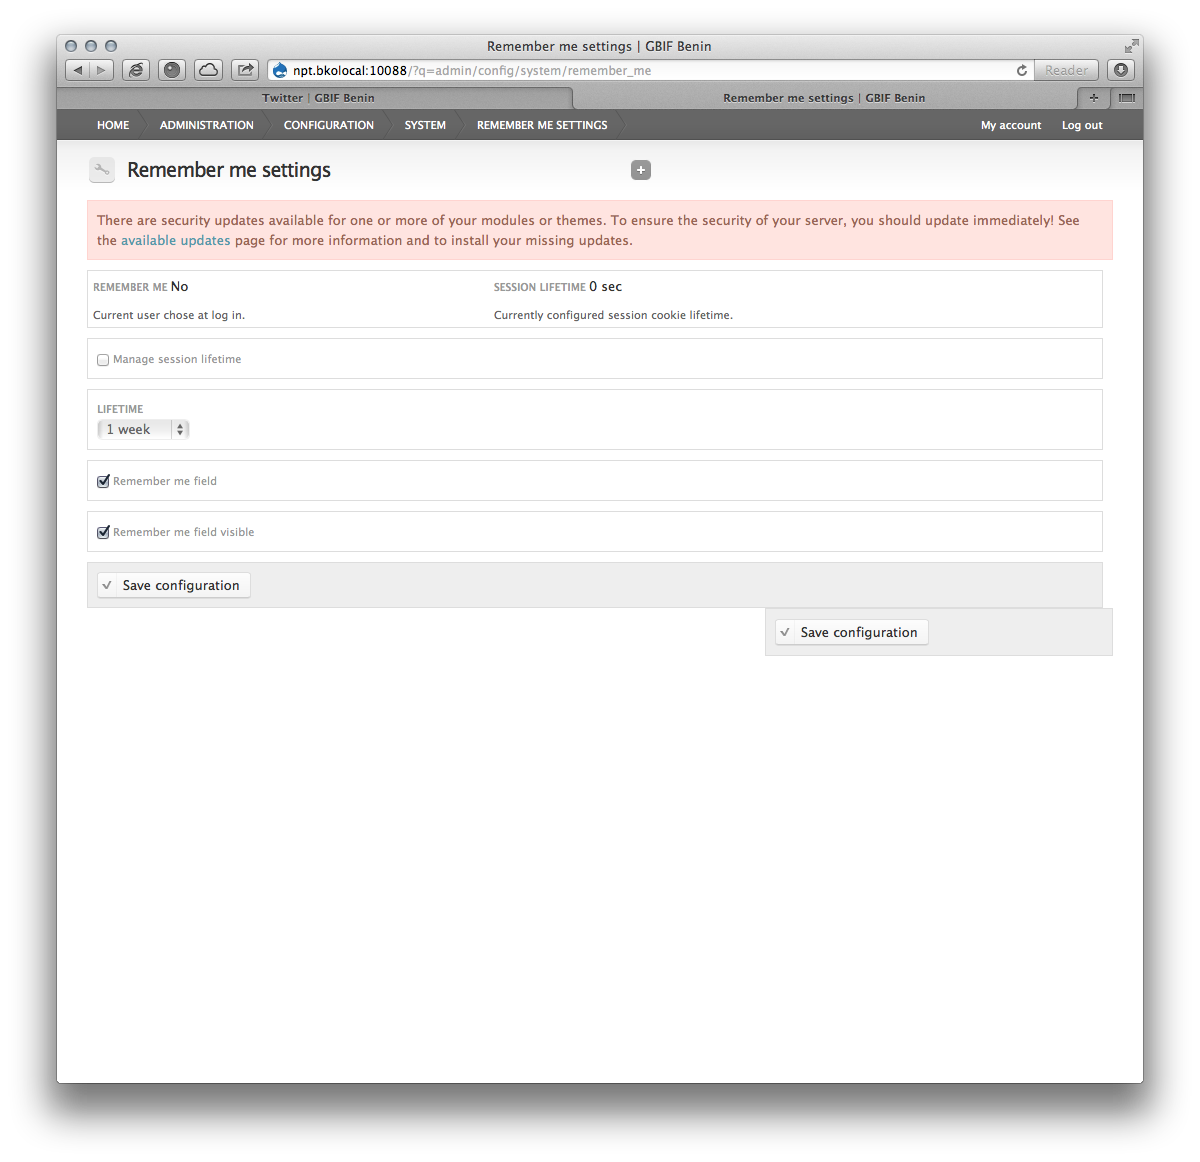 Remember me settings | GBIF Benin
npt.bkolocal:10088/?q=admin/config/system/remember_me
Reader
Twitter | GBIF Benin
Remember me settings | GBIF Benin
HOME ADMINISTRATION CONFIGURATION SYSTEM REMEMBER ME SETTINGS My account Log out
Remember me settings
There are security updates available for one or more of your modules or themes. To ensure the security of your server, you should update immediately! See
the available updates page for more information and to install your missing updates.
REMEMBER ME No
Current user chose at log in.
SESSION LIFETIME 0 sec
Currently configured session cookie lifetime.
Manage session lifetime
LIFETIME
1 week
Remember me field
Remember me field visible
Save configuration
Save configuration